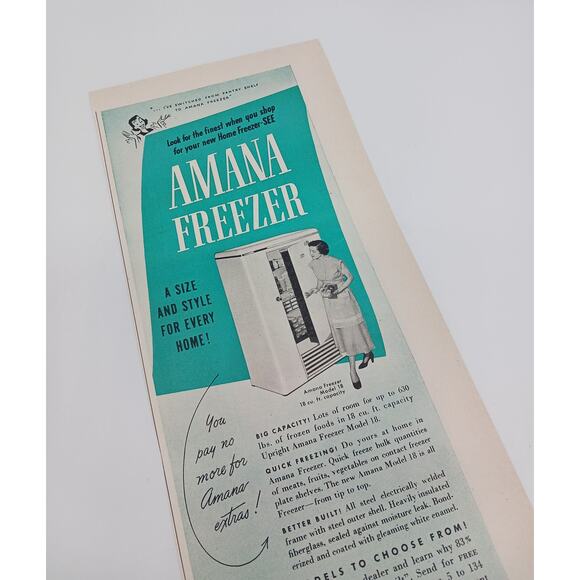 "... I'VE SWITCHED FROM PANTRY SHELF
TO AMANA FREEZER"
Look for the finest when you shop
for your new Home Freezer-SEE
AMANA
FREEZER
A SIZE
AND STYLE
FOR EVERY
HOME!
Amana Freezer
Model 18
18 cu. ft. capacity
You
pay no
more for
Amana
extras!
BIG CAPACITY! Lots of room for up to 630
lbs. of frozen foods in 18 cu. ft. capacity
Upright Amana Freezer Model 18.
QUICK FREEZING! Do yours at home in
Amana Freezer. Quick freeze bulk quantities
of meats, fruits, vegetables on contact freezer
plate shelves. The new Amana Model 18 is all
Freezer—from tip to top.
BETTER BUILT! All steel electrically welded
frame with steel outer shell. Heavily insulated
fiberglass, sealed against moisture leak. Bond-
erized and coated with gleaming white enamel.
DELS TO CHOOSE FROM!
dealer and learn why 83%
Send for FREE
5 to 134